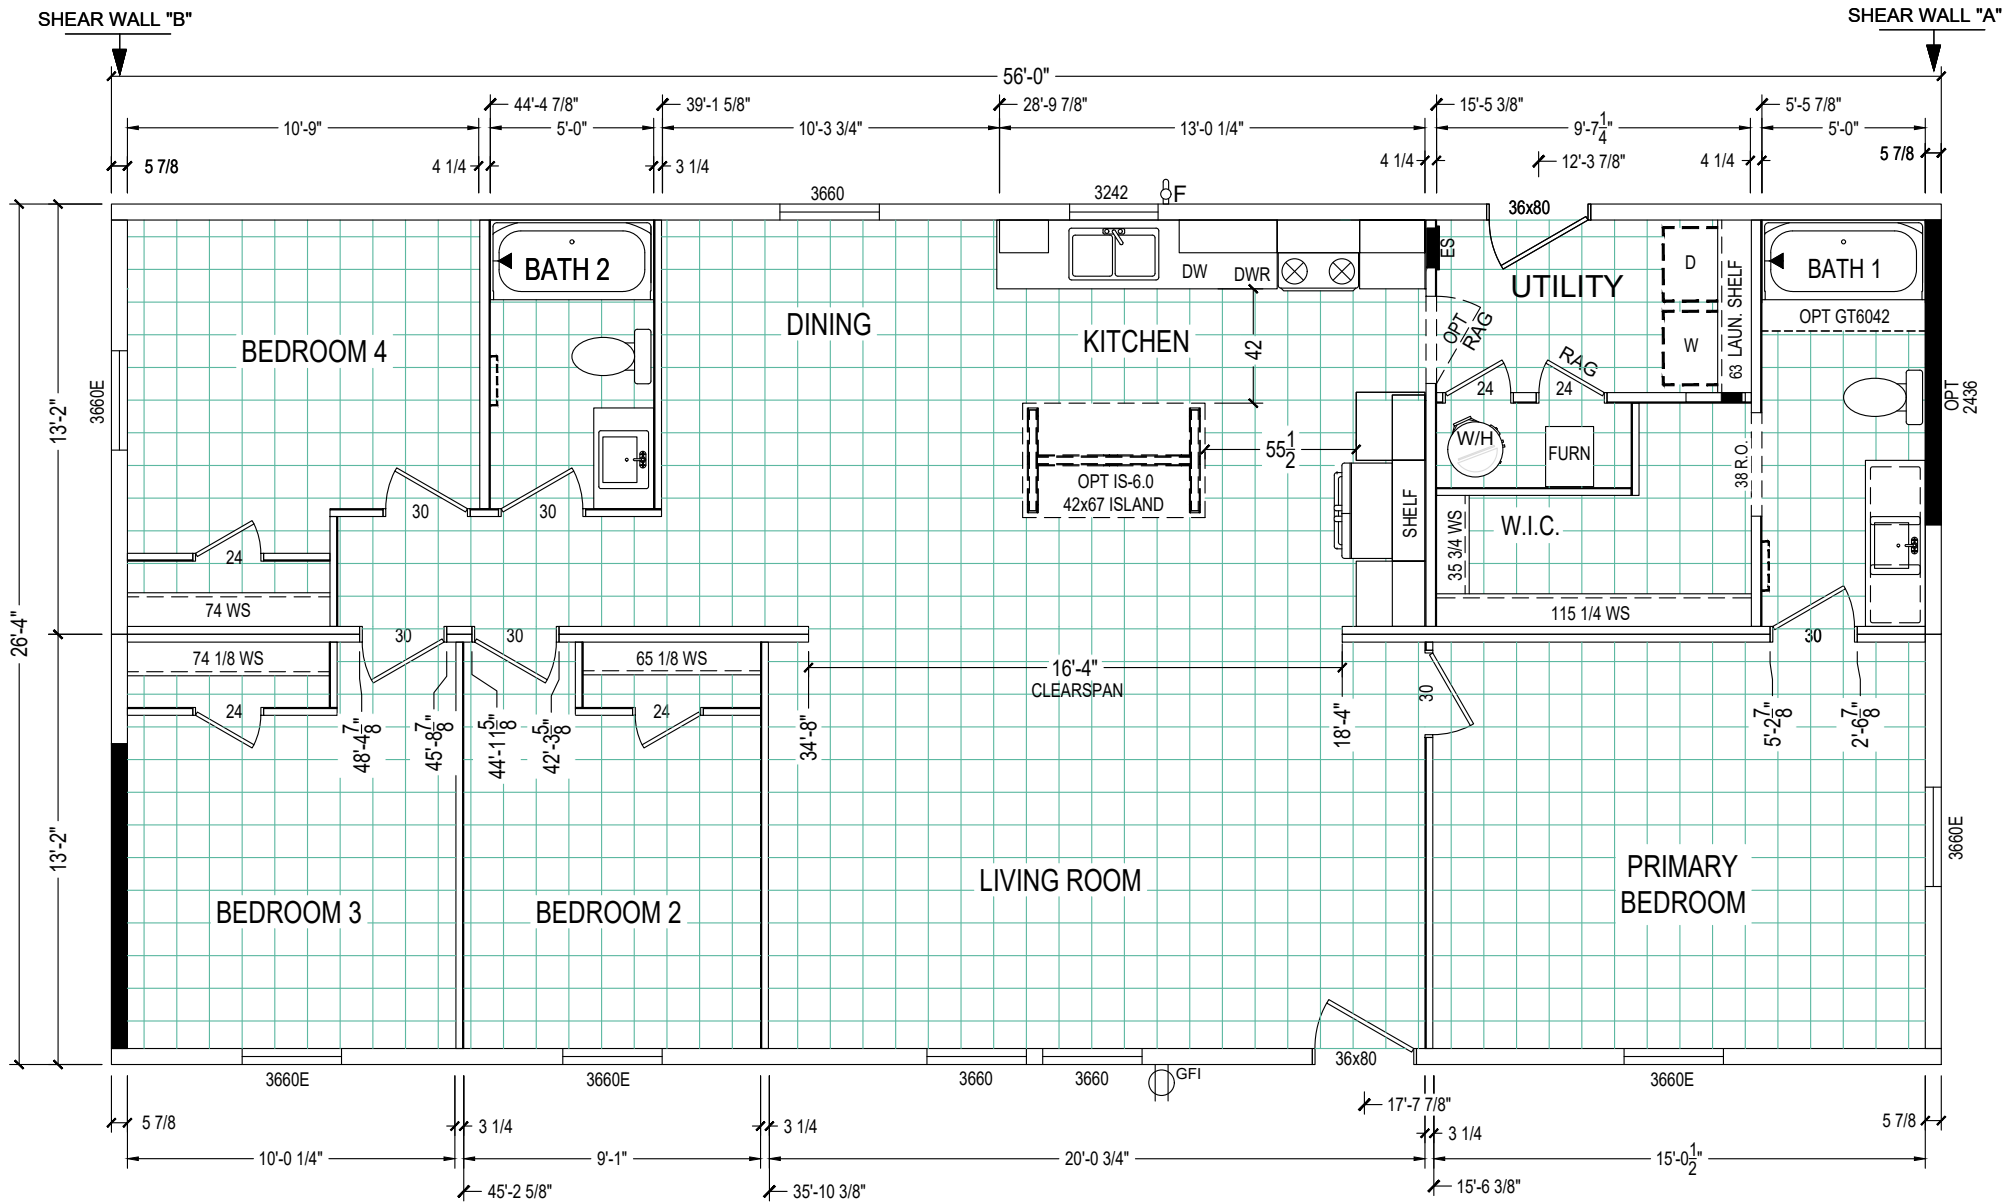 SHEAR WALL "B"
SHEAR WALL "A"
56'-0"
44'-4 7/8"
39'-1 5/8"
28'-9 7/8"
15'-5 3/8"
5'-5 7/8"
10'-9"
5'-0"
10'-3 3/4"
13'-0 1/4"
9'-7 1/4"
5'-0"
5 7/8
4 1/4
3 1/4
4 1/4
12'-3 7/8"
4 1/4
5 7/8
3660
3242
F
36x80
ES
BATH 2
DW
DWR
UTILITY
D
BATH 1
63 LAUN. SHELF
OPT GT6042
DINING
KITCHEN
42
OPT RAG
W
BEDROOM 4
RAG
24
24
3660E
13'-2"
OPT
2436
W/H
FURN
38 R.O.
55 1/2
OPT IS-6.0
42x67 ISLAND
SHELF
W.I.C.
35 3/4 WS
30
30
24
74 WS
115 1/4 WS
26'-4"
30
30
30
74 1/8 WS
65 1/8 WS
16'-4"
CLEARSPAN
30
24
24
48'-4 7/8"
45'-8 7/8"
44'-11 5/8"
42'-3 5/8"
34'-8"
18'-4"
5'-2 7/8"
2'-6 7/8"
13'-2"
3660E
LIVING ROOM
PRIMARY
BEDROOM
BEDROOM 3
BEDROOM 2
3660E
3660E
3660
3660
GFI
36x80
3660E
17'-7 7/8"
5 7/8
3 1/4
3 1/4
3 1/4
5 7/8
10'-0 1/4"
9'-1"
20'-0 3/4"
15'-0 1/2"
45'-2 5/8"
35'-10 3/8"
15'-6 3/8"